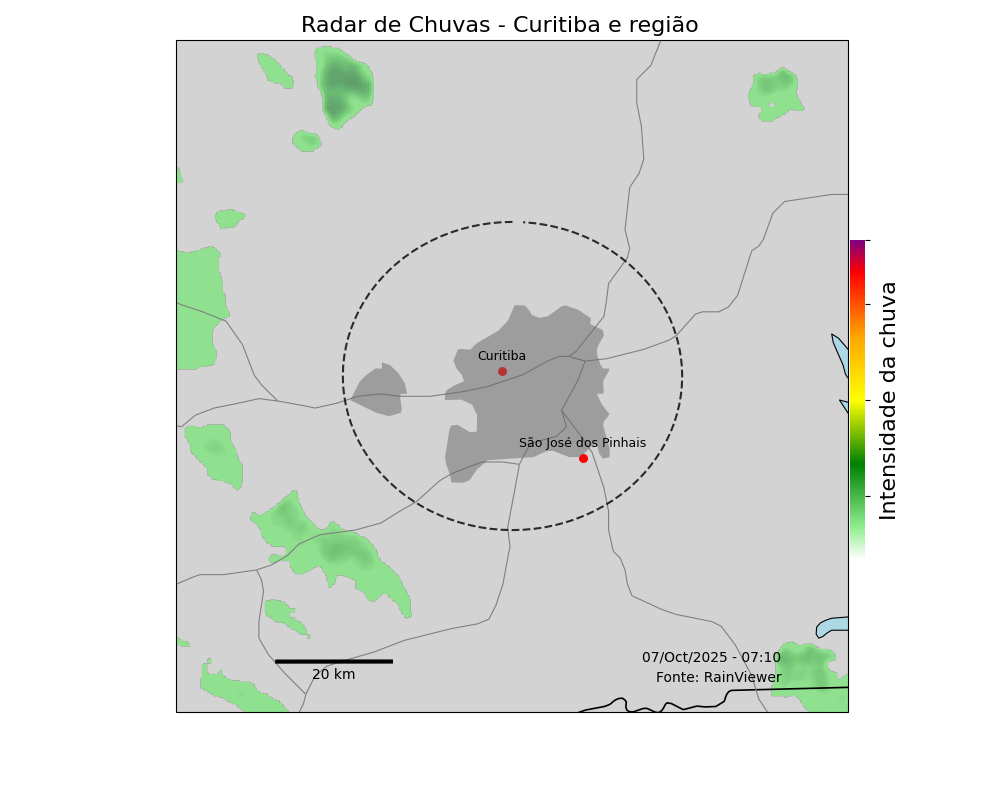 Radar de Chuvas - Curitiba e região
Curitiba
São José dos Pinhais
Intensidade da chuva
07/Oct/2025 - 07:10
20 km
Fonte: RainViewer